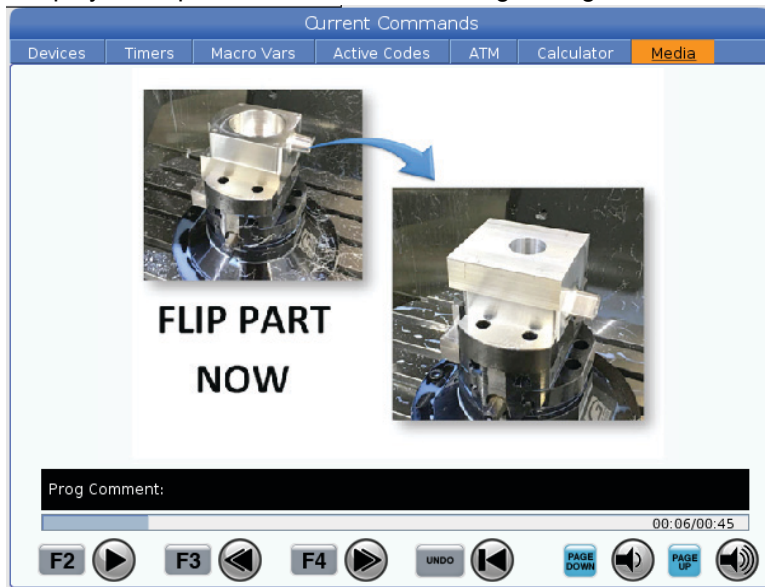 Current Commands
Devices Timers Macro Vars Active Codes ATM Calculator Media
FLIP PART
NOW
Prog Comment:
00:06/00:45
F2 F3 F4 UNDO PAGE DOWN PAGE UP